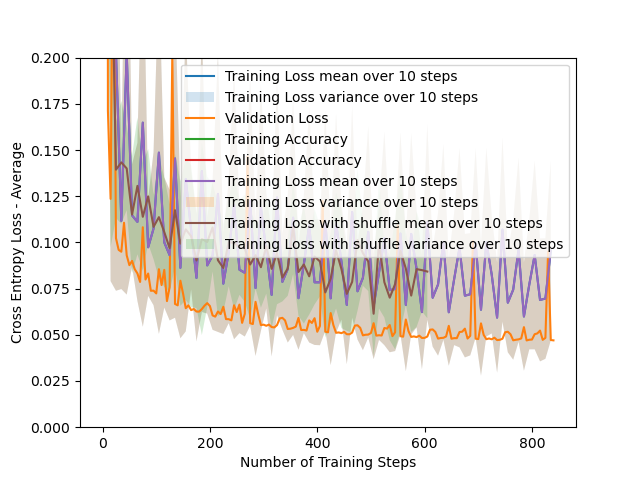 0.200
0.175
0.150
0.125
0.100
0.075
0.050
0.025
0.000
Cross Entropy Loss - Average
Training Loss mean over 10 steps
Training Loss variance over 10 steps
Validation Loss
Training Accuracy
Validation Accuracy
Training Loss mean over 10 steps
Training Loss variance over 10 steps
Training Loss with shuffle mean over 10 steps
Training Loss with shuffle variance over 10 steps
0 200 400 600 800
Number of Training Steps